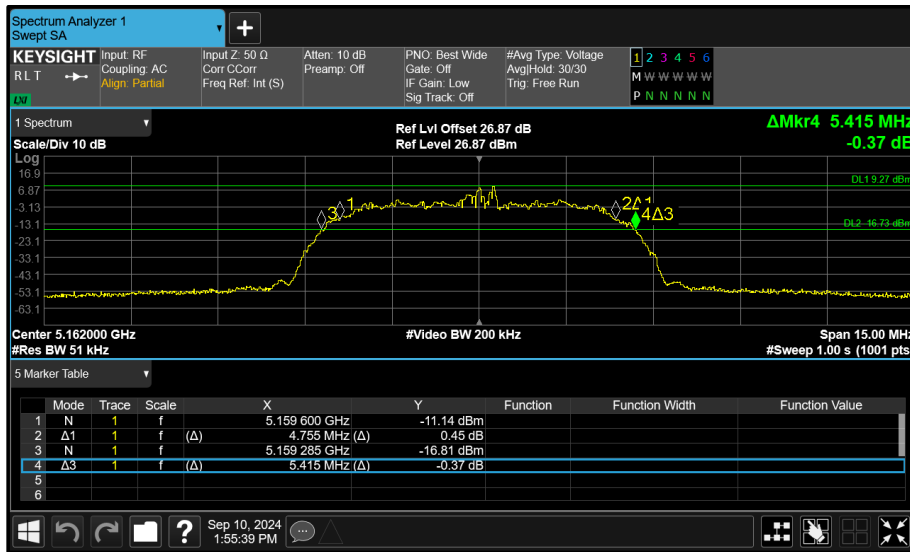 Spectrum Analyzer 1
Swept SA
KEYSIGHT
RLT
LXI
Input: RF
Coupling: AC
Align: Partial
Input Z: 50 Ω
Corr CCorr
Freq Ref: Int (S)
Atten: 10 dB
Preamp: Off
PNO: Best Wide
Gate: Off
IF Gain: Low
Sig Track: Off
#Avg Type: Voltage
Avg|Hold: 30/30
Trig: Free Run
1 2 3 4 5 6
M W W W W W
P N N N N N
1 Spectrum
Scale/Div 10 dB
Ref Lvl Offset 26.87 dB
Ref Level 26.87 dBm
ΔMkr4 5.415 MHz
-0.37 dB
Log
16.9
6.87
-3.13
-13.1
-23.1
-33.1
-43.1
-53.1
-63.1
DL1 9.27 dBm
DL2 -16.73 dBm
3 1
2Δ1
4Δ3
Center 5.162000 GHz
#Res BW 51 kHz
#Video BW 200 kHz
Span 15.00 MHz
#Sweep 1.00 s (1001 pts)
5 Marker Table
Mode Trace Scale X Y Function Function Width Function Value
1 N 1 f 5.159 600 GHz -11.14 dBm
2 Δ1 1 f (Δ) 4.755 MHz (Δ) 0.45 dB
3 N 1 f 5.159 285 GHz -16.81 dBm
4 Δ3 1 f (Δ) 5.415 MHz (Δ) -0.37 dB
5
6
?
Sep 10, 2024
1:55:39 PM